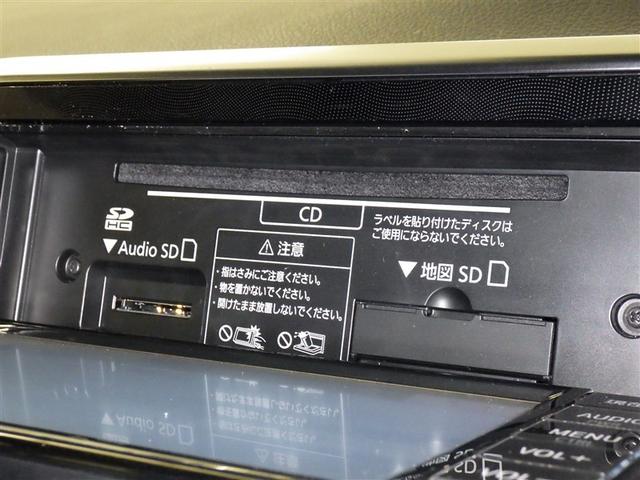 CD
ラベルを貼り付けたディスクは
ご使用にならないでください。
SD
HC
▼Audio SD
⚠注意
・指はさみにご注意ください。
・物を置かないでください。
・開けたまま放置しないでください。
▼地図 SD
AUDIO
MENU
VOL+